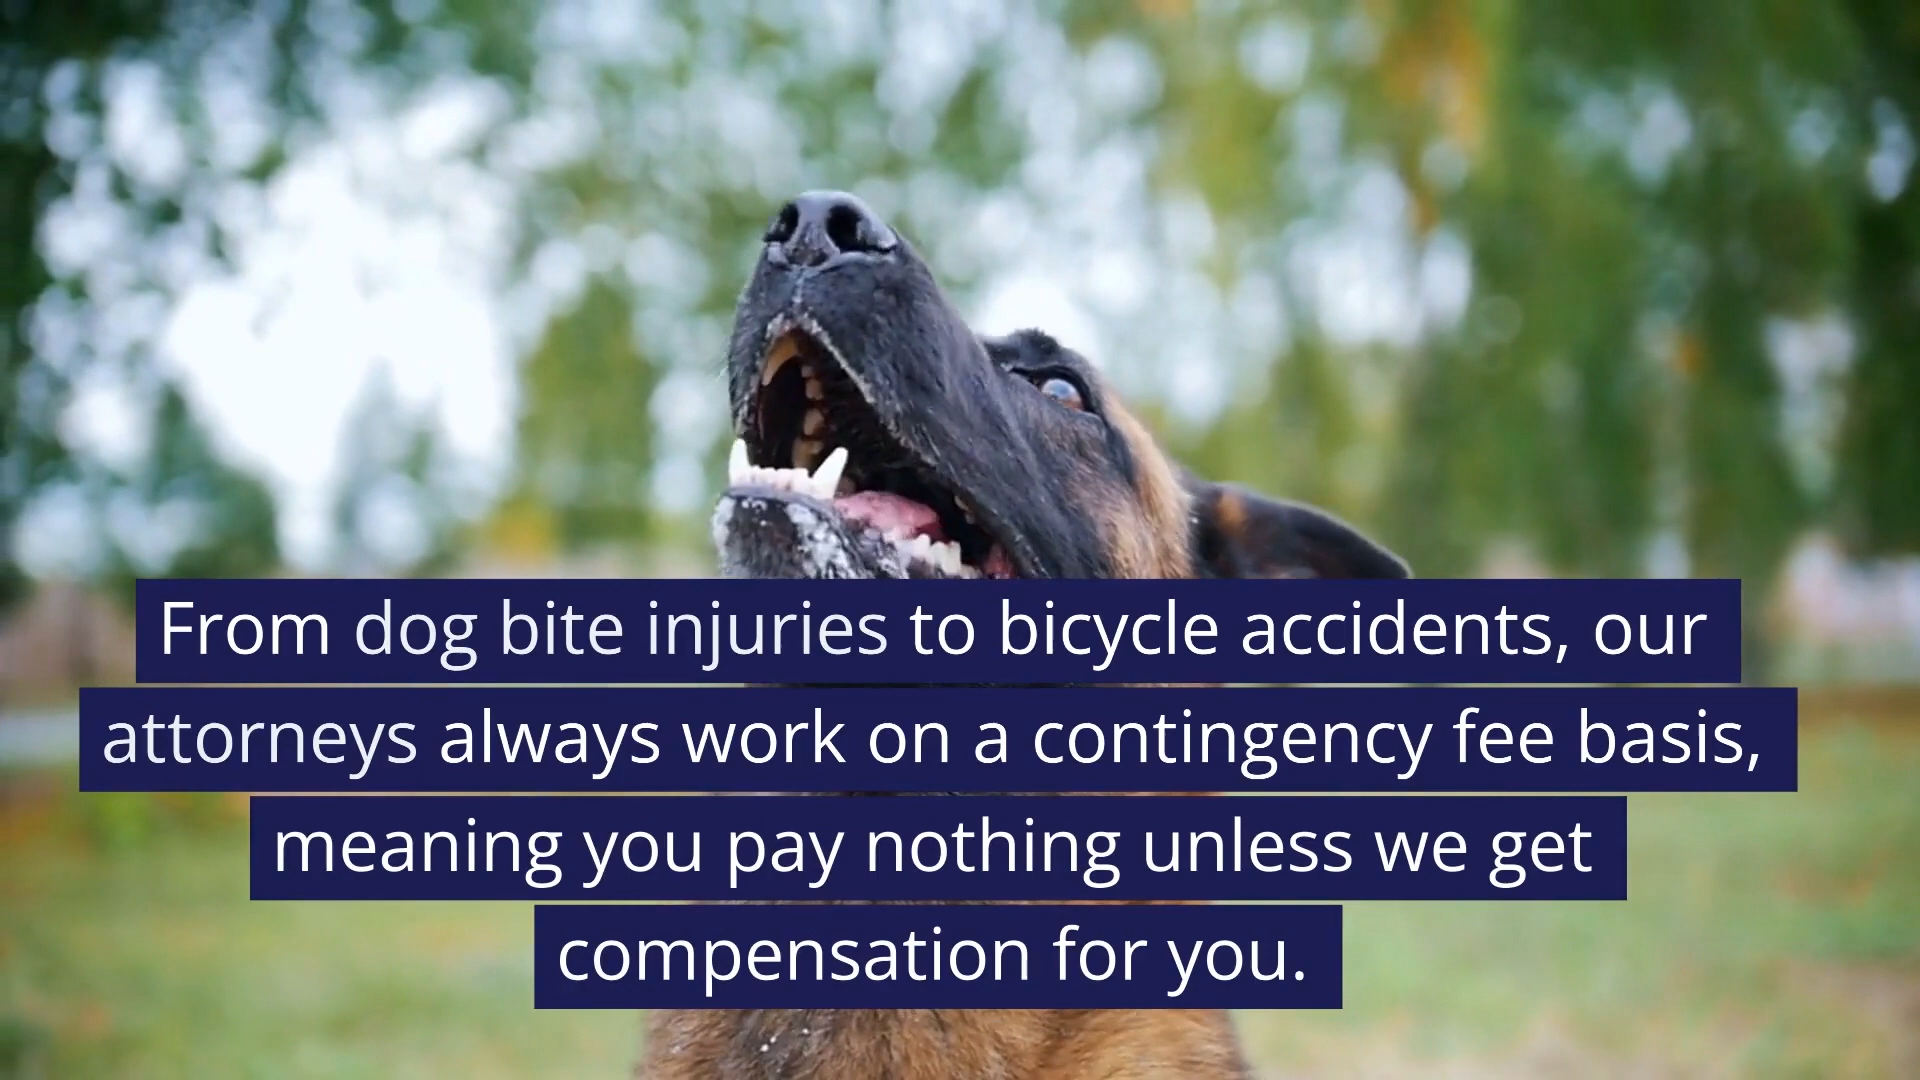 From dog bite injuries to bicycle accidents, our
attorneys always work on a contingency fee basis,
meaning you pay nothing unless we get
compensation for you.